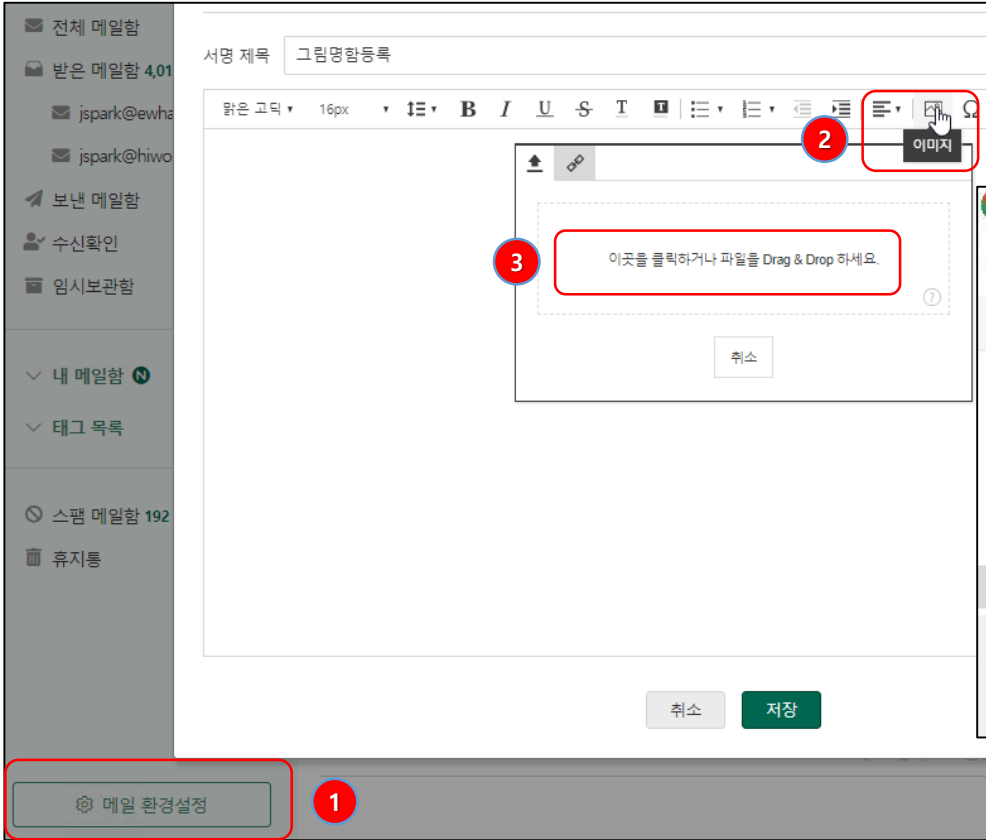 전체 메일함
받은 메일함 4,01
jspark@ewha
jspark@hiwo
보낸 메일함
수신확인
임시보관함
내 메일함 N
태그 목록
스팸 메일함 192
휴지통
메일 환경설정
1
서명 제목 그림명함등록
맑은 고딕 16px B I U S T T Ω
2
이미지
3
이곳을 클릭하거나 파일을 Drag & Drop 하세요.
?
취소
취소 저장